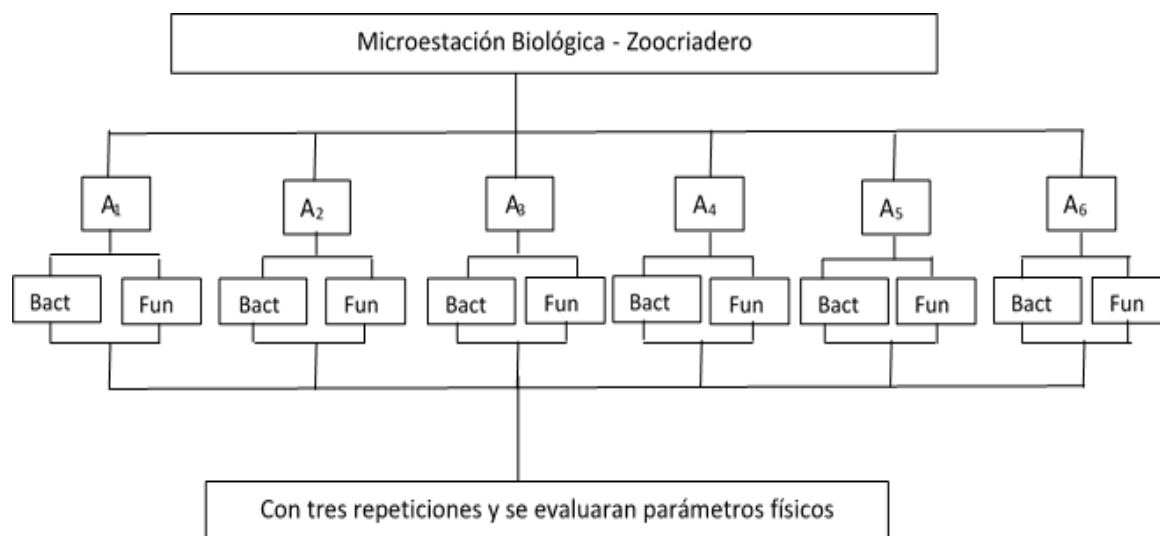 Microestación Biológica - Zoocriadero
A₁ A₂ A₃ A₄ A₅ A₆
Bact Fun Bact Fun Bact Fun Bact Fun Bact Fun Bact Fun
Con tres repeticiones y se evaluaran parámetros físicos